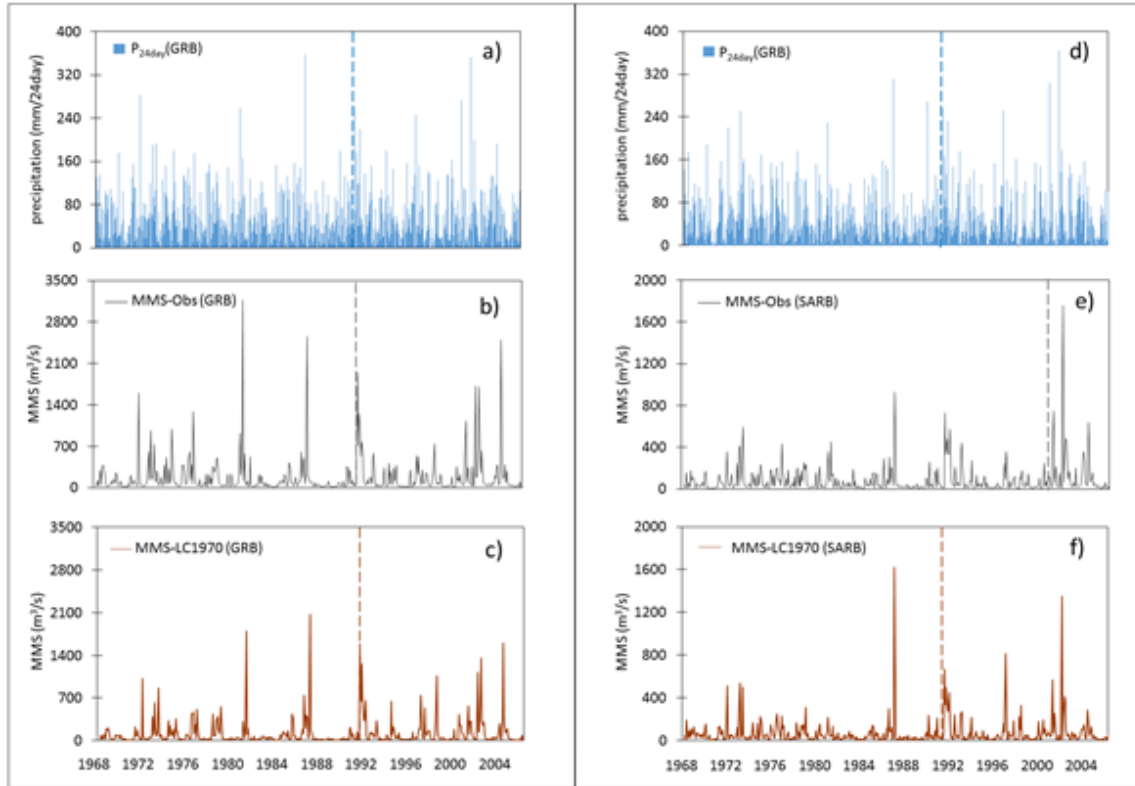 P24day(GRB)
a)
precipitation (mm/24day)
400
320
240
160
80
0
MMS-Obs (GRB)
b)
MMS (m³/s)
3500
2800
2100
1400
700
0
MMS-LC1970 (GRB)
c)
MMS (m³/s)
3500
2800
2100
1400
700
0
1968 1972 1976 1980 1984 1988 1992 1996 2000 2004
P24day(GRB)
d)
precipitation (mm/24day)
400
320
240
160
80
0
MMS-Obs (SARB)
e)
MMS (m³/s)
2000
1600
1200
800
400
0
MMS-LC1970 (SARB)
f)
MMS (m³/s)
2000
1600
1200
800
400
0
1968 1972 1976 1980 1984 1988 1992 1996 2000 2004